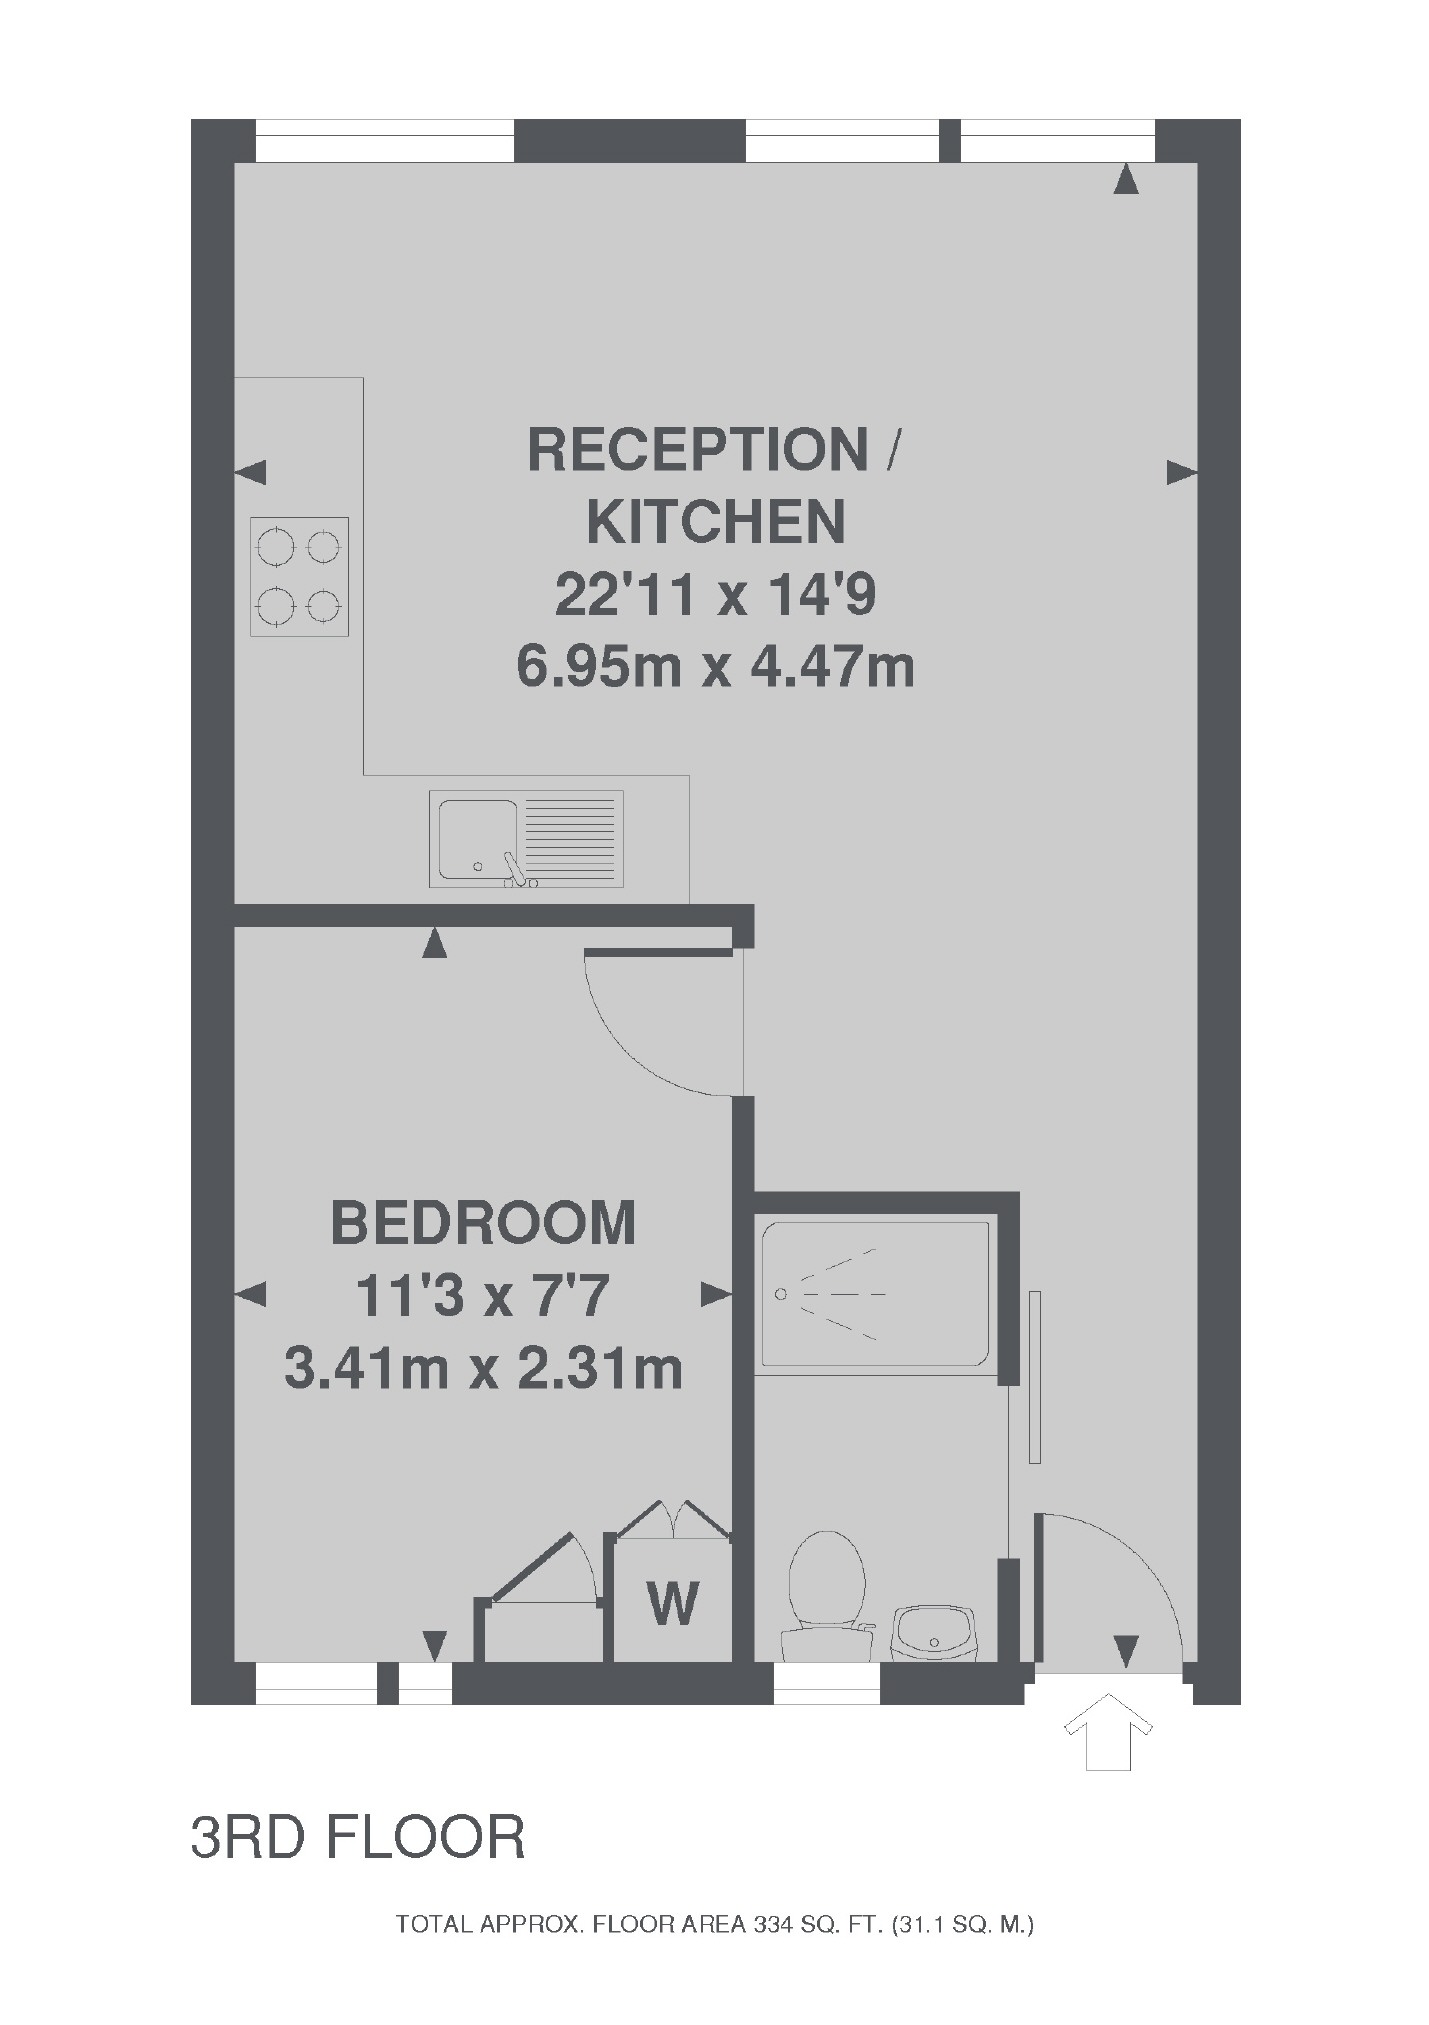 RECEPTION /
KITCHEN
22'11 x 14'9
6.95m x 4.47m
BEDROOM
11'3 x 7'7
3.41m x 2.31m
W
3RD FLOOR
TOTAL APPROX. FLOOR AREA 334 SQ. FT. (31.1 SQ. M.)